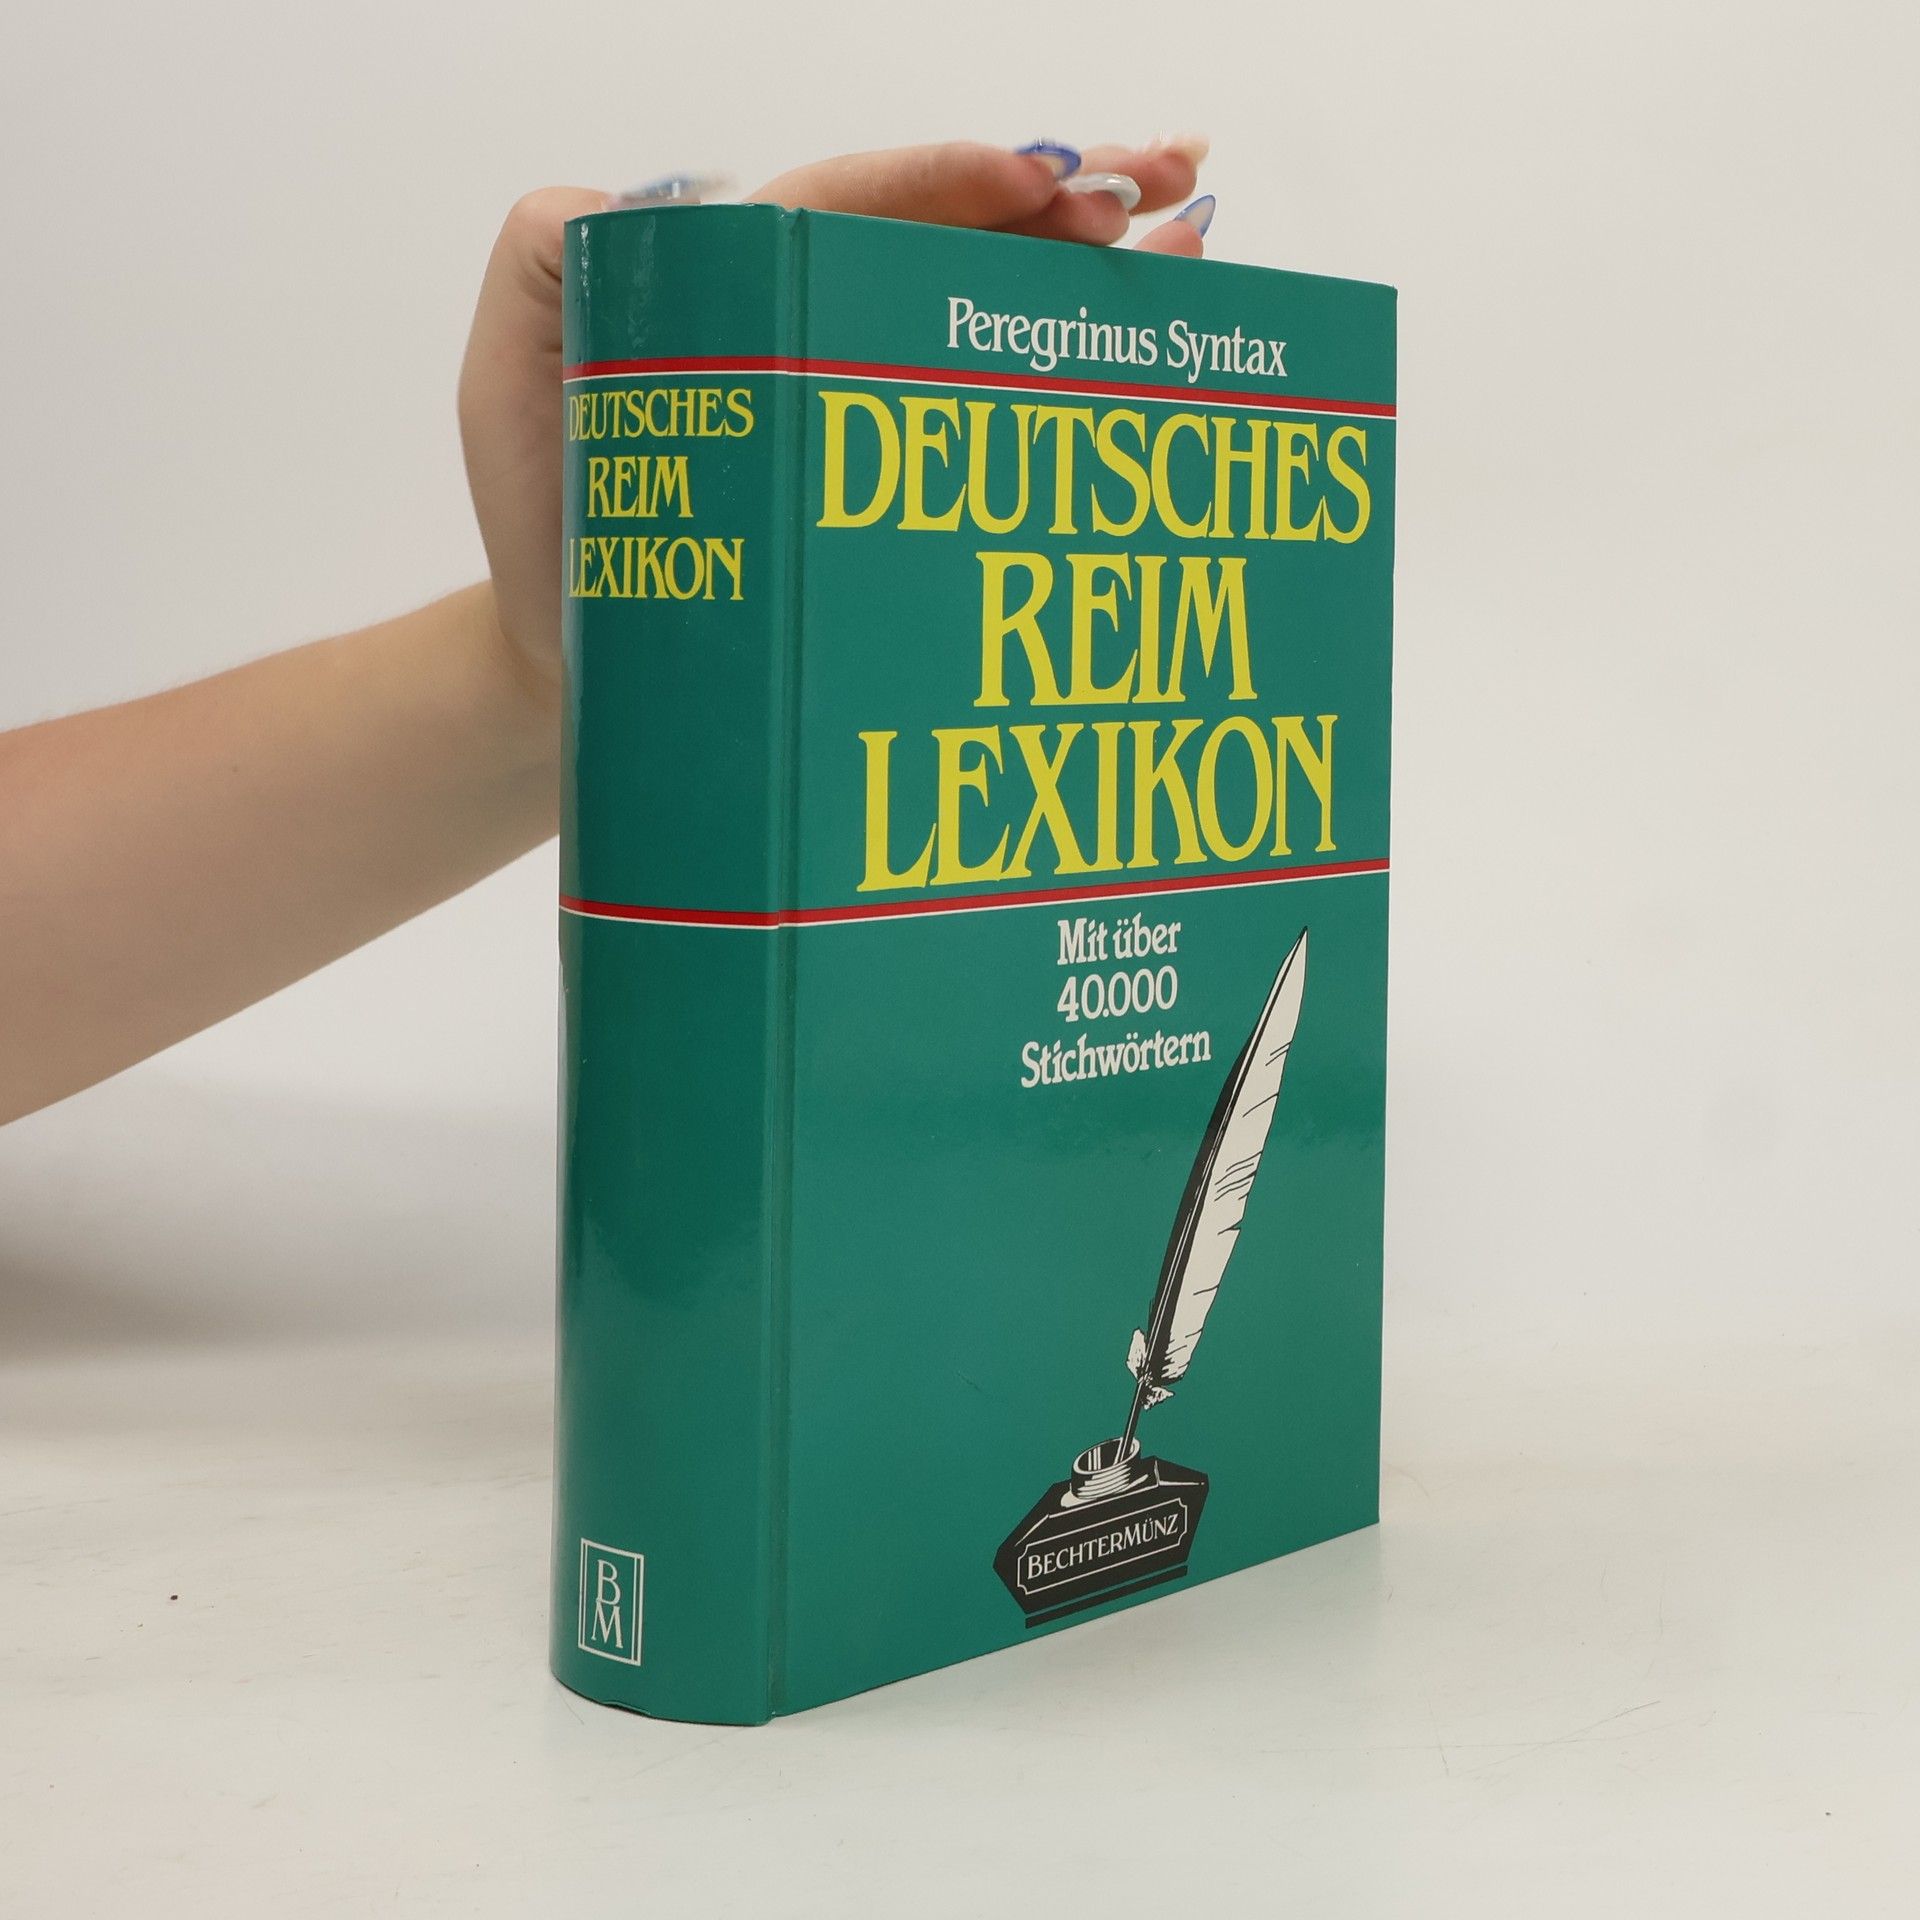 DEUTSCHES
REIM
LEXIKON
B
M
Peregrinus Syntax
DEUTSCHES
REIM
LEXIKON
Mit über
40.000
Stichwörtern
BECHTERMÜNZ